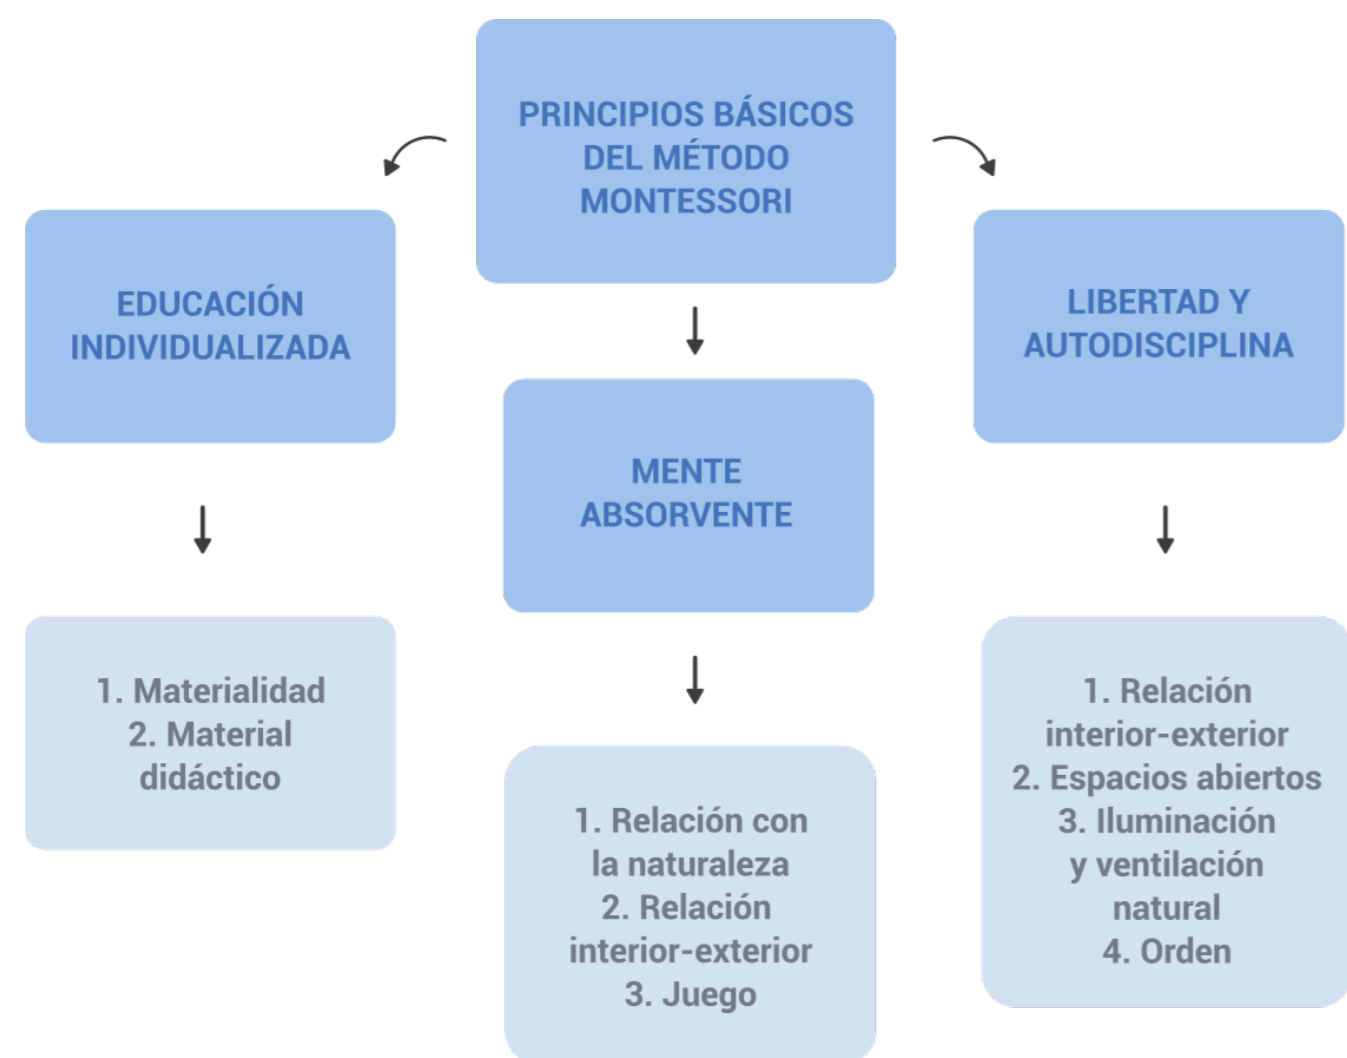 PRINCIPIOS BÁSICOS
DEL MÉTODO
MONTESSORI
EDUCACIÓN
INDIVIDUALIZADA
MENTE
ABSORVENTE
LIBERTAD Y
AUTODISCIPLINA
1. Materialidad
2. Material
didáctico
1. Relación con
la naturaleza
2. Relación
interior-exterior
3. Juego
1. Relación
interior-exterior
2. Espacios abiertos
3. Iluminación
y ventilación
natural
4. Orden